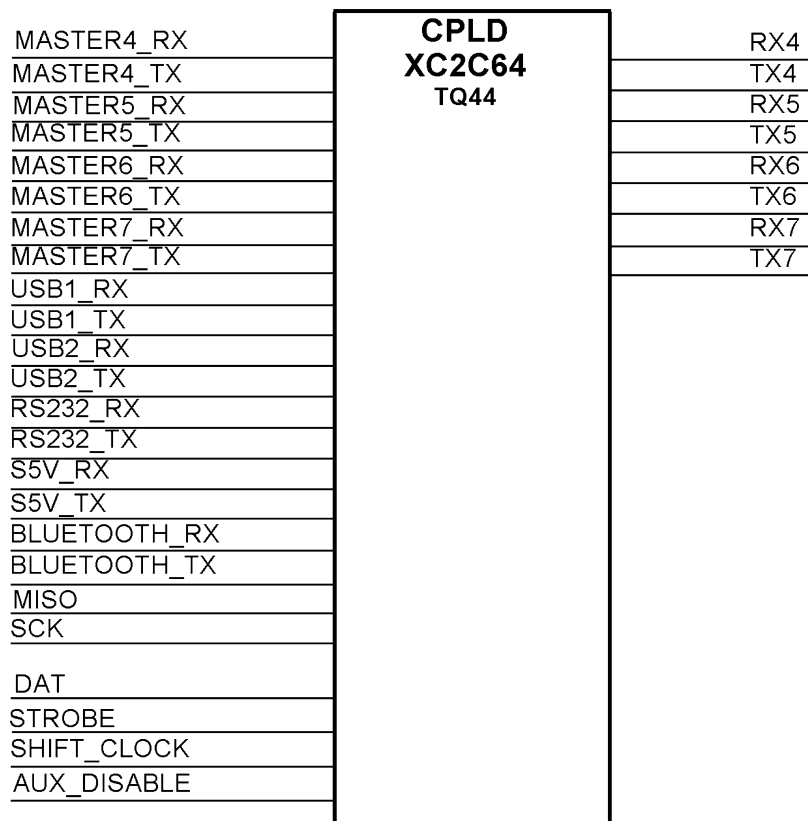 CPLD
XC2C64
TQ44
MASTER4_RX
MASTER4_TX
MASTER5_RX
MASTER5_TX
MASTER6_RX
MASTER6_TX
MASTER7_RX
MASTER7_TX
USB1_RX
USB1_TX
USB2_RX
USB2_TX
RS232_RX
RS232_TX
S5V_RX
S5V_TX
BLUETOOTH_RX
BLUETOOTH_TX
MISO
SCK
DAT
STROBE
SHIFT_CLOCK
AUX_DISABLE
RX4
TX4
RX5
TX5
RX6
TX6
RX7
TX7